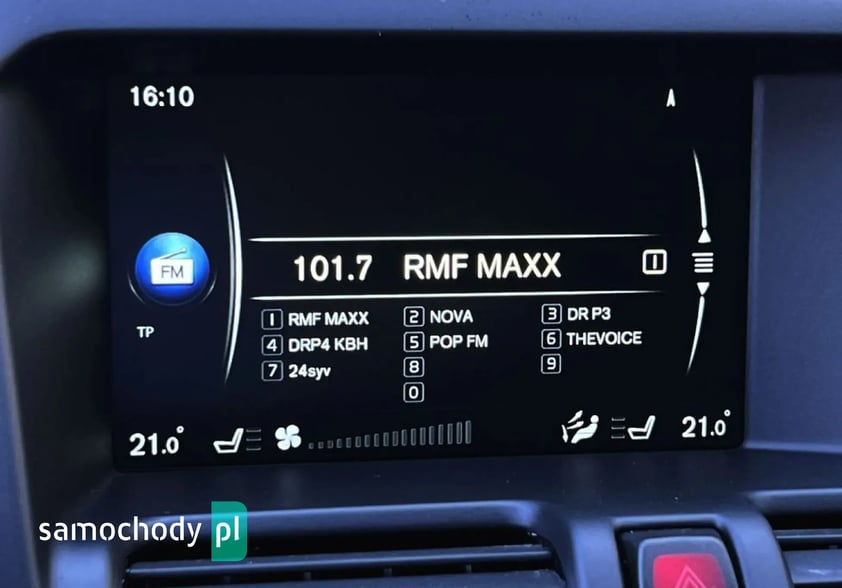 16:10
FM
101.7 RMF MAXX 1
TP
1 RMF MAXX 2 NOVA 3 DR P3
4 DRP4 KBH 5 POP FM 6 THEVOICE
7 24syv 8 9
0
21.0° 21.0°
samochody pl